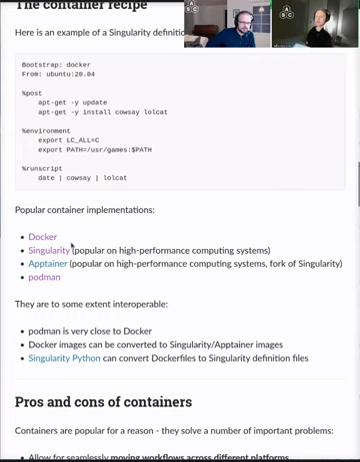 The container recipe
Here is an example of a Singularity definitio
Bootstrap: docker
From: ubuntu:20.04
%post
apt-get -y update
apt-get -y install cowsay lolcat
%environment
export LC_ALL=C
export PATH=/usr/games:$PATH
%runscript
date | cowsay | lolcat
Popular container implementations:
• Docker
• Singularity (popular on high-performance computing systems)
• Apptainer (popular on high-performance computing systems, fork of Singularity)
• podman
They are to some extent interoperable:
• podman is very close to Docker
• Docker images can be converted to Singularity/Apptainer images
• Singularity Python can convert Dockerfiles to Singularity definition files
Pros and cons of containers
Containers are popular for a reason - they solve a number of important problems:
• Allow for seamlessly moving workflows across different platforms.